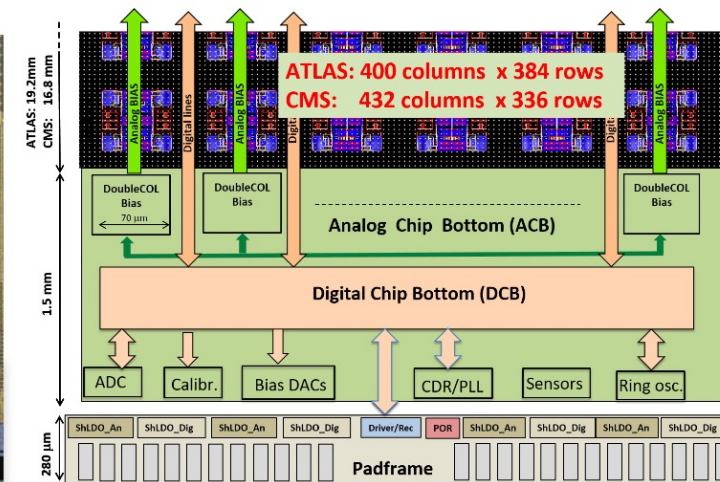 ATLAS: 19.2mm
CMS: 16.8 mm
Analog BIAS
Digital lines
Analog BIAS
ATLAS: 400 columns x 384 rows
CMS: 432 columns x 336 rows
Analog BIAS
DoubleCOL
Bias
70 µm
DoubleCOL
Bias
DoubleCOL
Bias
Analog Chip Bottom (ACB)
1.5 mm
Digital Chip Bottom (DCB)
ADC
Calibr.
Bias DACs
CDR/PLL
Sensors
Ring osc.
ShLDO_An
ShLDO_Dig
ShLDO_An
ShLDO_Dig
Driver/Rec
POR
ShLDO_An
ShLDO_Dig
ShLDO_An
ShLDO_Dig
280 µm
Padframe